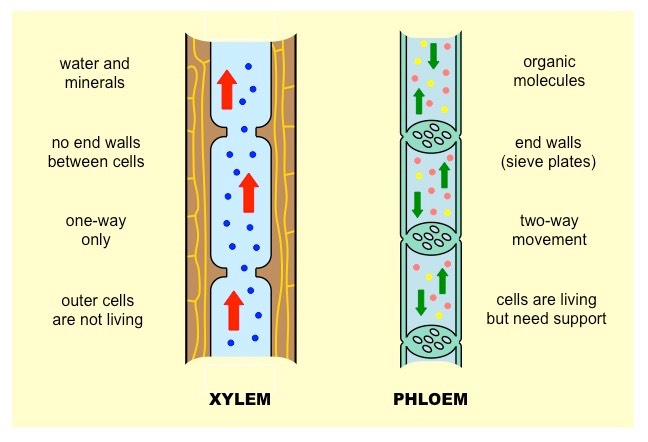 water and
minerals
no end walls
between cells
one-way
only
outer cells
are not living
XYLEM
organic
molecules
end walls
(sieve plates)
two-way
movement
cells are living
but need support
PHLOEM